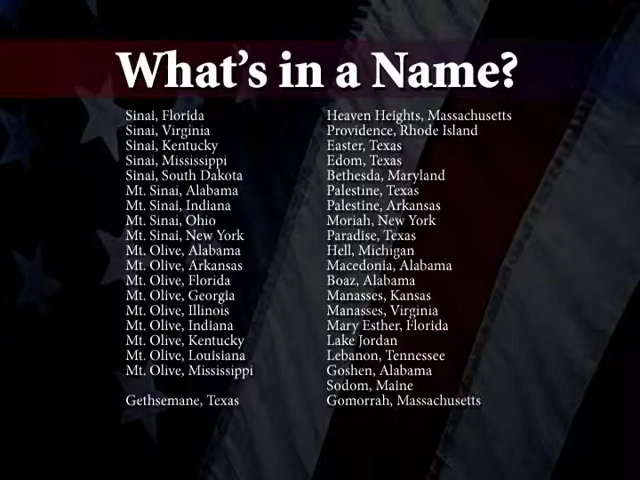 What's in a Name?
Sinai, Florida
Sinai, Virginia
Sinai, Kentucky
Sinai, Mississippi
Sinai, South Dakota
Mt. Sinai, Alabama
Mt. Sinai, Indiana
Mt. Sinai, Ohio
Mt. Sinai, New York
Mt. Olive, Alabama
Mt. Olive, Arkansas
Mt. Olive, Florida
Mt. Olive, Georgia
Mt. Olive, Illinois
Mt. Olive, Indiana
Mt. Olive, Kentucky
Mt. Olive, Louisiana
Mt. Olive, Mississippi
Gethsemane, Texas
Heaven Heights, Massachusetts
Providence, Rhode Island
Easter, Texas
Edom, Texas
Bethesda, Maryland
Palestine, Texas
Palestine, Arkansas
Moriah, New York
Paradise, Texas
Hell, Michigan
Macedonia, Alabama
Boaz, Alabama
Manasses, Kansas
Manasses, Virginia
Mary Esther, Florida
Lake Jordan
Lebanon, Tennessee
Goshen, Alabama
Sodom, Maine
Gomorrah, Massachusetts